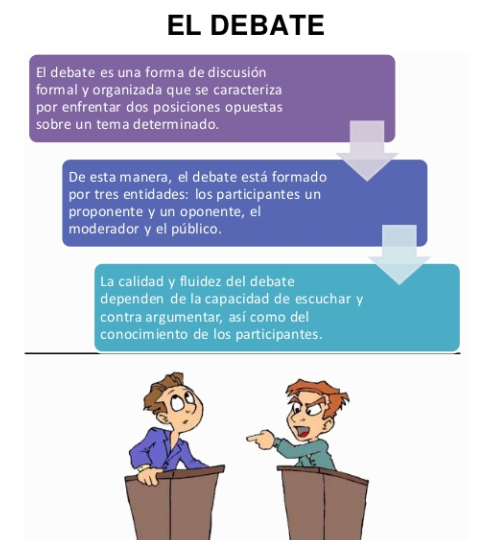 EL DEBATE
El debate es una forma de discusión
formal y organizada que se caracteriza
por enfrentar dos posiciones opuestas
sobre un tema determinado.
De esta manera, el debate está formado
por tres entidades: los participantes un
proponente y un oponente, el
moderador y el público.
La calidad y fluidez del debate
dependen de la capacidad de escuchar y
contra argumentar, así como del
conocimiento de los participantes.